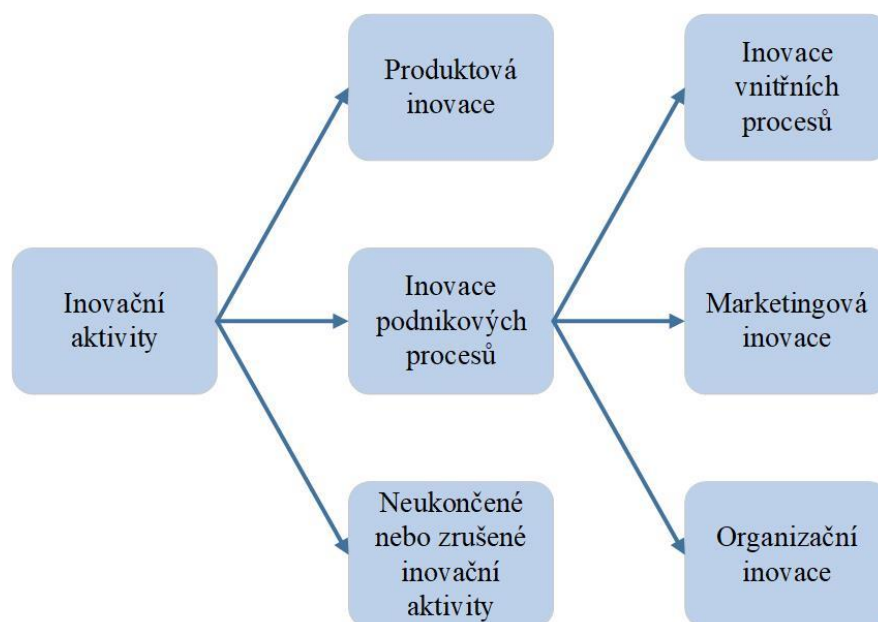 Produktová
inovace
Inovace
vnitřních
procesů
Inovační
aktivity
Inovace
podnikových
procesů
Marketingová
inovace
Neukončené
nebo zrušené
inovační
aktivity
Organizační
inovace